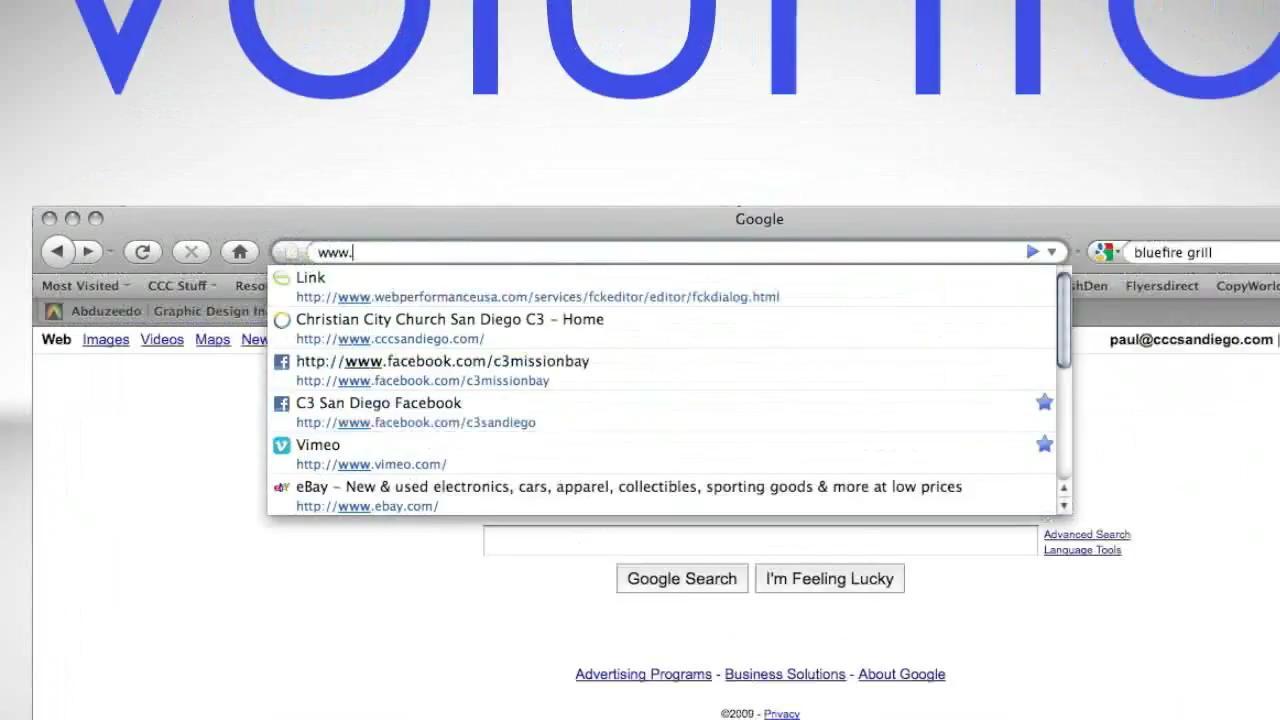 Google
www.
bluefire grill
Most Visited
CCC Stuff
Flyersdirect
Abduzeedo
Graphic Design
Web Images Videos Maps
paul@cccsandiego.com |
Link
http://www.webperformanceusa.com/services/fckeditor/editor/fckdialog.html
Christian City Church San Diego C3 – Home
http://www.cccsandiego.com/
http://www.facebook.com/c3missionbay
http://www.facebook.com/c3missionbay
C3 San Diego Facebook
http://www.facebook.com/c3sandiego
Vimeo
http://www.vimeo.com/
eBay – New & used electronics, cars, apparel, collectibles, sporting goods & more at low prices
http://www.ebay.com/
Advanced Search
Language Tools
Google Search
I'm Feeling Lucky
Advertising Programs - Business Solutions - About Google
©2009 - Privacy